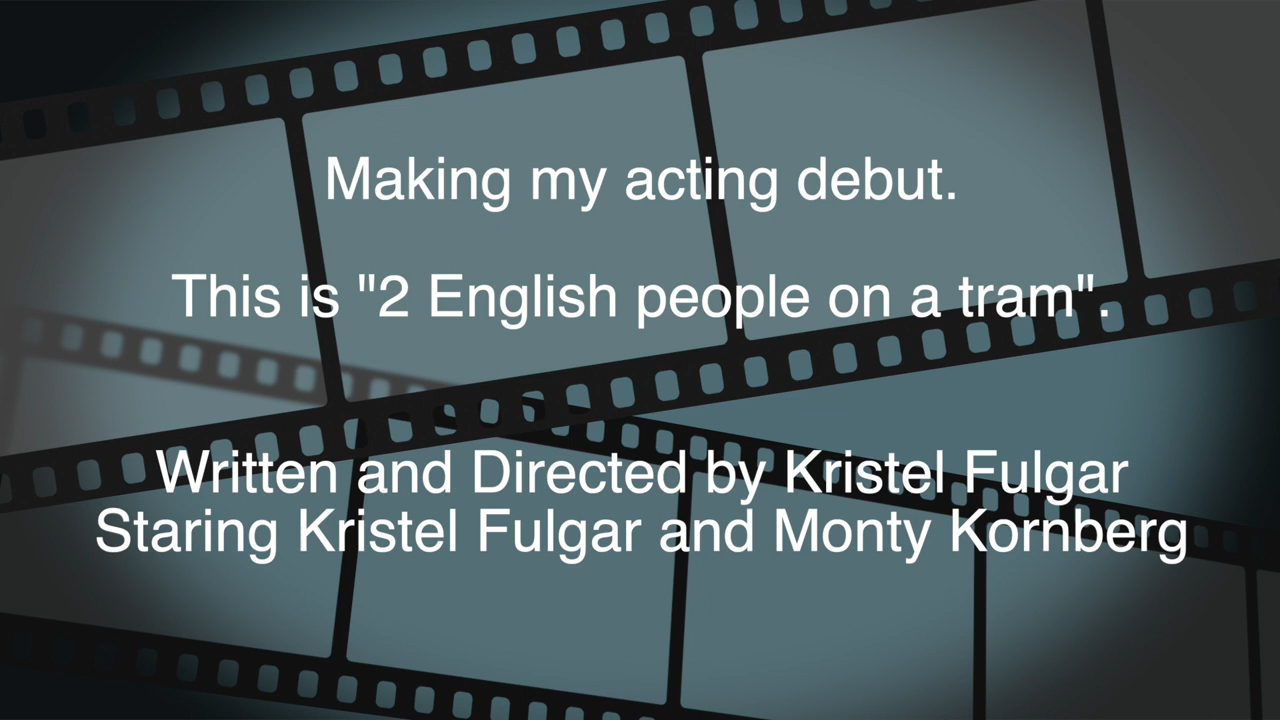 Making my acting debut.
This is "2 English people on a tram".
Written and Directed by Kristel Fulgar
Staring Kristel Fulgar and Monty Kornberg